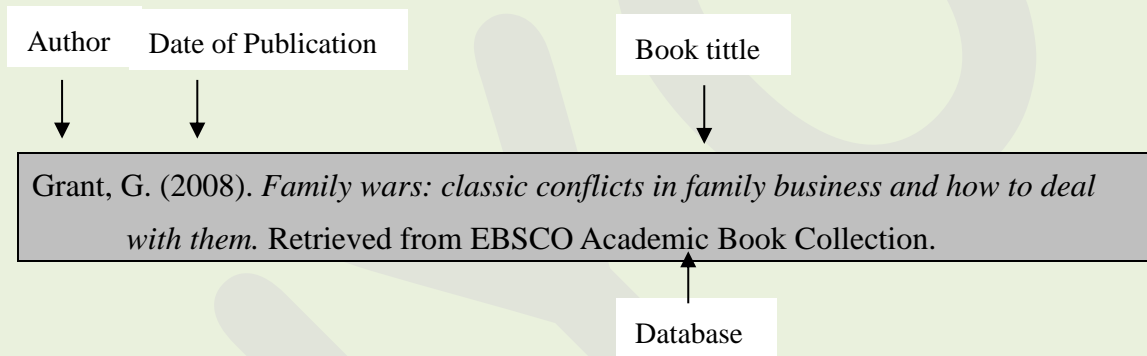 Author Date of Publication Book tittle
Grant, G. (2008). Family wars: classic conflicts in family business and how to deal
with them. Retrieved from EBSCO Academic Book Collection.
Database